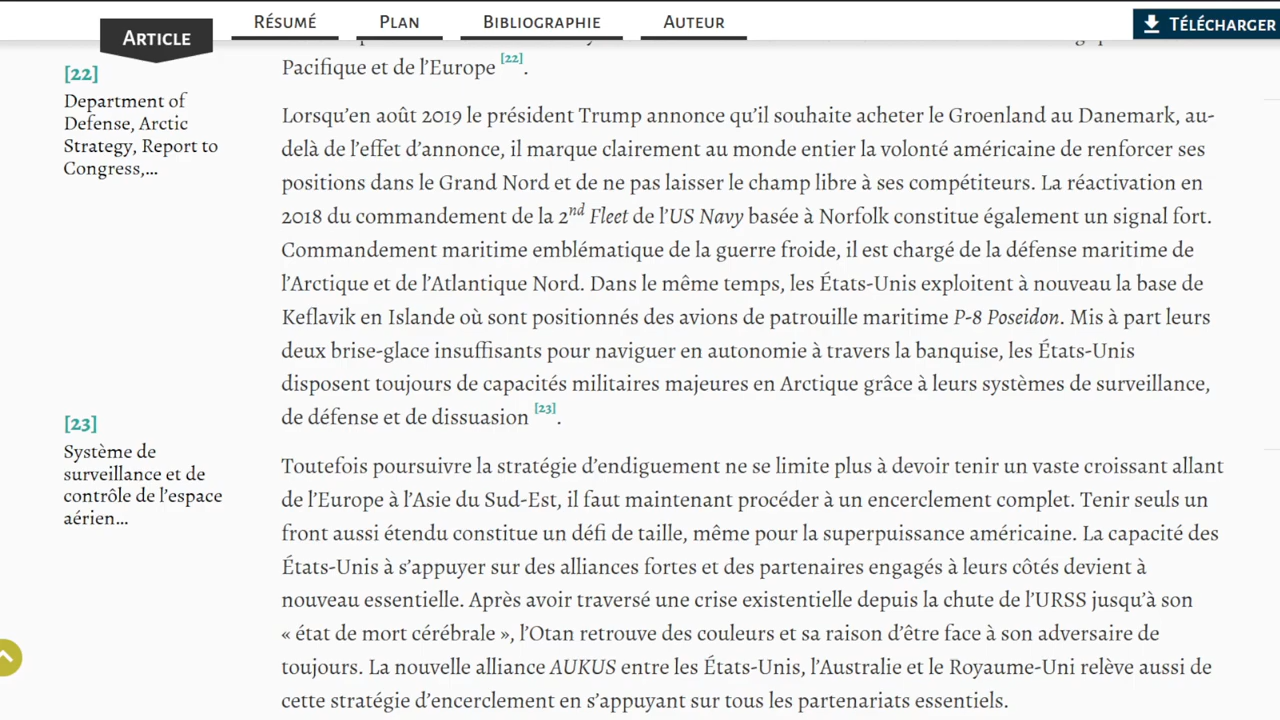 ARTICLE
RÉSUMÉ
PLAN
BIBLIOGRAPHIE
AUTEUR
TÉLÉCHARGER
[22]
Department of
Defense, Arctic
Strategy, Report to
Congress,…
Pacifique et de l’Europe [22].
Lorsqu’en août 2019 le président Trump annonce qu’il souhaite acheter le Groenland au Danemark, au-
delà de l’effet d’annonce, il marque clairement au monde entier la volonté américaine de renforcer ses
positions dans le Grand Nord et de ne pas laisser le champ libre à ses compétiteurs. La réactivation en
2018 du commandement de la 2nd Fleet de l’US Navy basée à Norfolk constitue également un signal fort.
Commandement maritime emblématique de la guerre froide, il est chargé de la défense maritime de
l’Arctique et de l’Atlantique Nord. Dans le même temps, les États-Unis exploitent à nouveau la base de
Keflavik en Islande où sont positionnés des avions de patrouille maritime P-8 Poseidon. Mis à part leurs
deux brise-glace insuffisants pour naviguer en autonomie à travers la banquise, les États-Unis
disposent toujours de capacités militaires majeures en Arctique grâce à leurs systèmes de surveillance,
de défense et de dissuasion [23].
[23]
Système de
surveillance et de
contrôle de l’espace
aérien…
Toutefois poursuivre la stratégie d’endiguement ne se limite plus à devoir tenir un vaste croissant allant
de l’Europe à l’Asie du Sud-Est, il faut maintenant procéder à un encerclement complet. Tenir seuls un
front aussi étendu constitue un défi de taille, même pour la superpuissance américaine. La capacité des
États-Unis à s’appuyer sur des alliances fortes et des partenaires engagés à leurs côtés devient à
nouveau essentielle. Après avoir traversé une crise existentielle depuis la chute de l’URSS jusqu’à son
« état de mort cérébrale », l’Otan retrouve des couleurs et sa raison d’être face à son adversaire de
toujours. La nouvelle alliance AUKUS entre les États-Unis, l’Australie et le Royaume-Uni relève aussi de
cette stratégie d’encerclement en s’appuyant sur tous les partenariats essentiels.